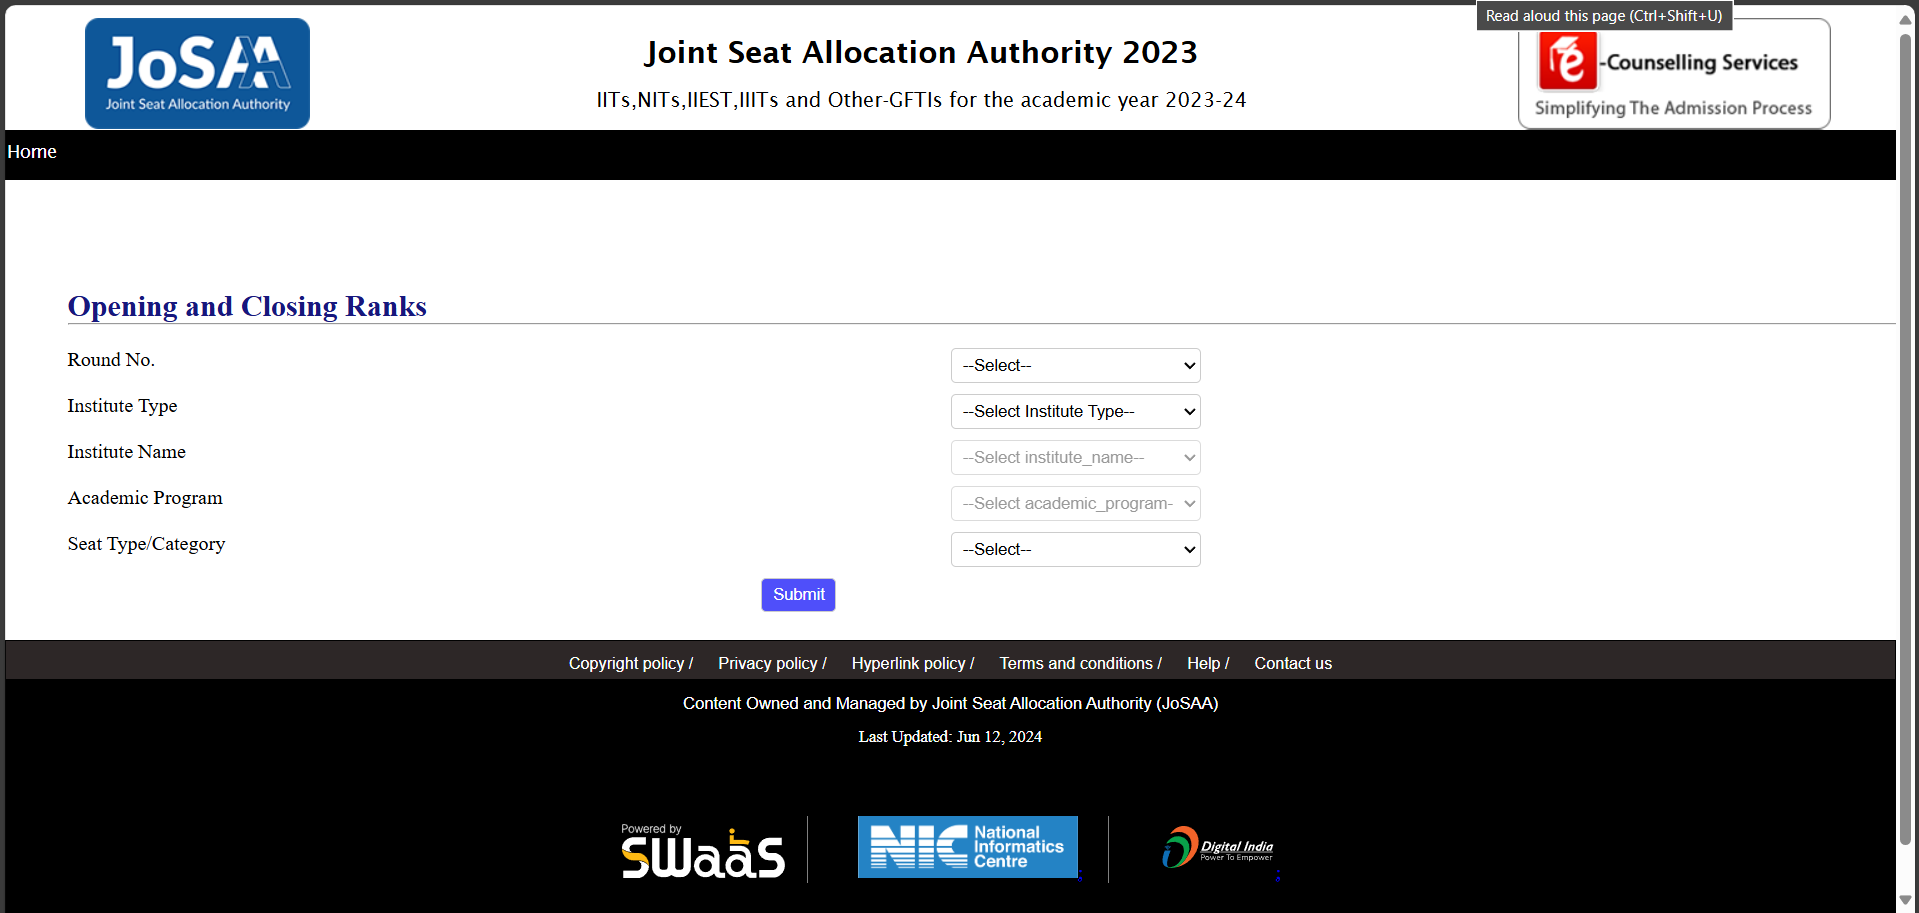 Read aloud this page (Ctrl+Shift+U)
JoSAA
Joint Seat Allocation Authority
Joint Seat Allocation Authority 2023
IITs,NITs,IIEST,IIITs and Other-GFTIs for the academic year 2023-24
e-Counselling Services
Simplifying The Admission Process
Home
Opening and Closing Ranks
Round No. --Select--
Institute Type --Select Institute Type--
Institute Name --Select institute_name--
Academic Program --Select academic_program-
Seat Type/Category --Select--
Submit
Copyright policy / Privacy policy / Hyperlink policy / Terms and conditions / Help / Contact us
Content Owned and Managed by Joint Seat Allocation Authority (JoSAA)
Last Updated: Jun 12, 2024
Powered by
SWaaS
NIC National
Informatics
Centre
;
Digital India
Power To Empower
;